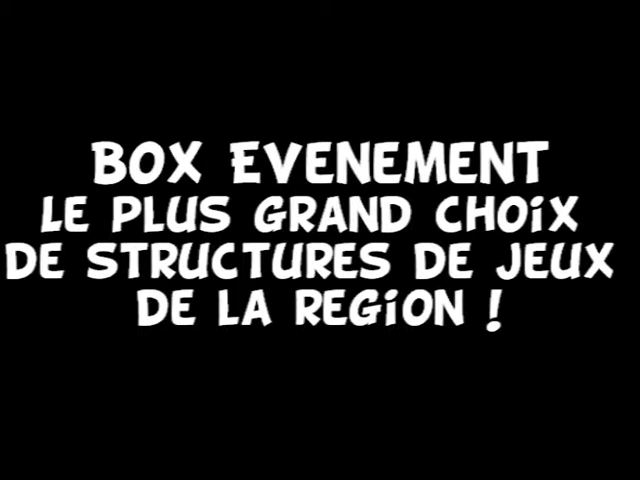 BOX EVENEMENT
LE PLUS GRAND CHOIX
DE STRUCTURES DE JEUX
DE LA REGION !